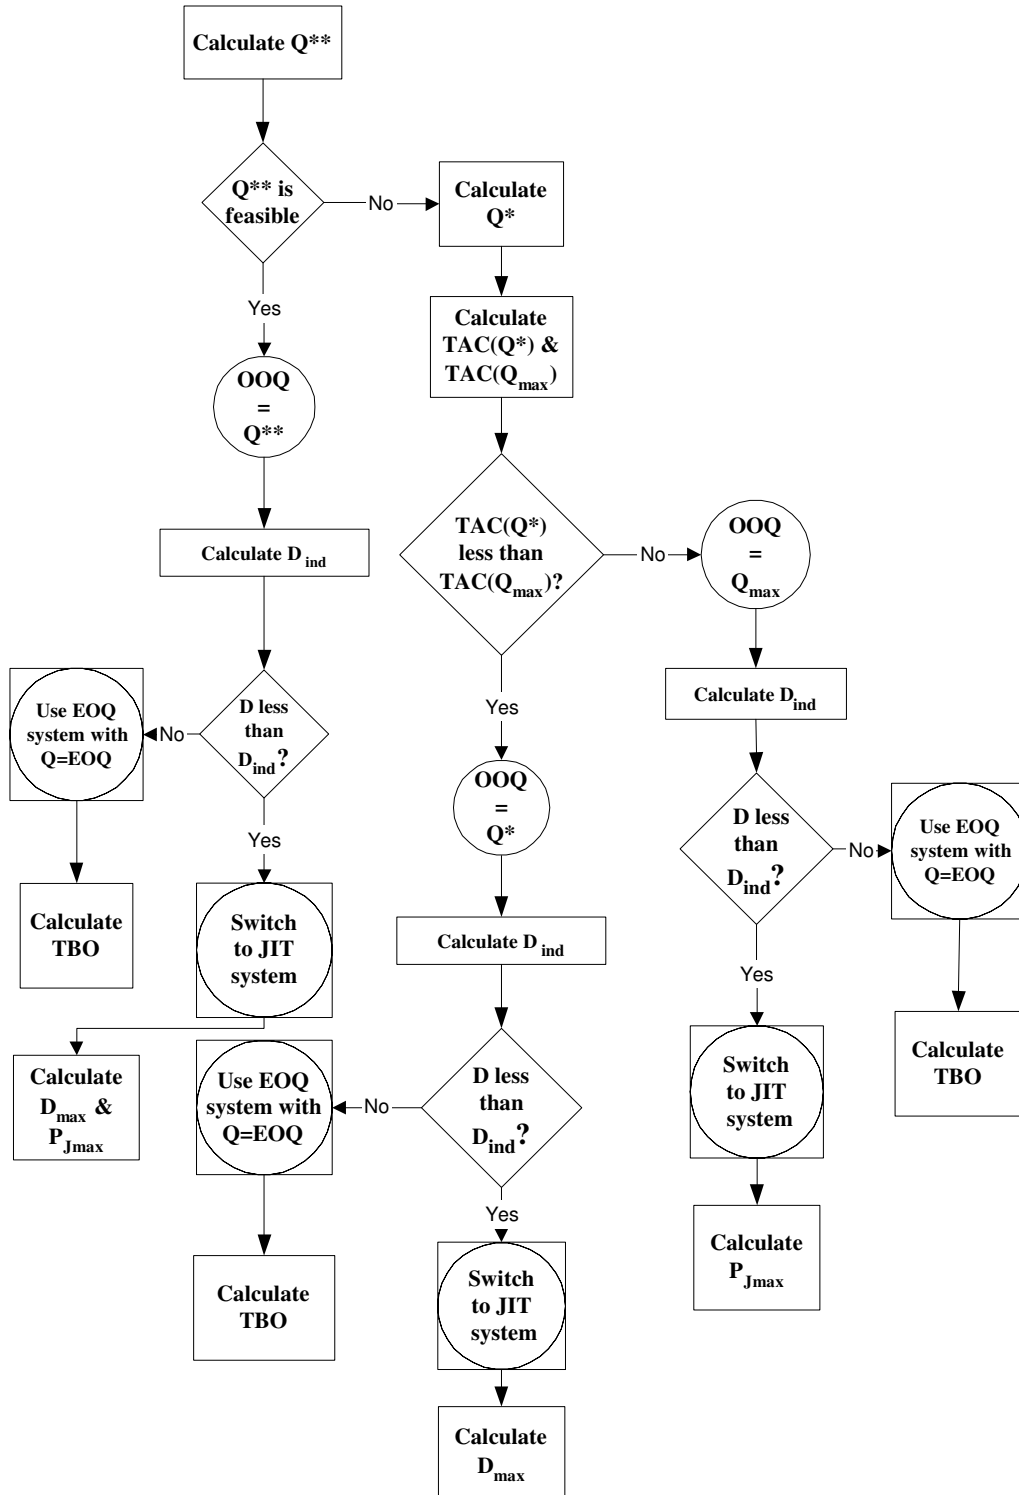 Calculate Q**
Q** is
feasible
No
Calculate
Q*
Yes
Calculate
TAC(Q*) &
TAC(Qmax)
OOQ
=
Q**
TAC(Q*)
less than
TAC(Qmax)?
No
OOQ
=
Qmax
Calculate Dind
Yes
Calculate Dind
D less
than
Dind?
No
Use EOQ
system with
Q=EOQ
Yes
OOQ
=
Q*
D less
than
Dind?
No
Use EOQ
system with
Q=EOQ
Calculate
TBO
Switch
to JIT
system
Calculate Dind
Yes
Calculate
Dmax &
PJmax
Use EOQ
system with
Q=EOQ
No
D less
than
Dind?
Switch
to JIT
system
Calculate
TBO
Yes
Calculate
TBO
Switch
to JIT
system
Calculate
PJmax
Calculate
Dmax